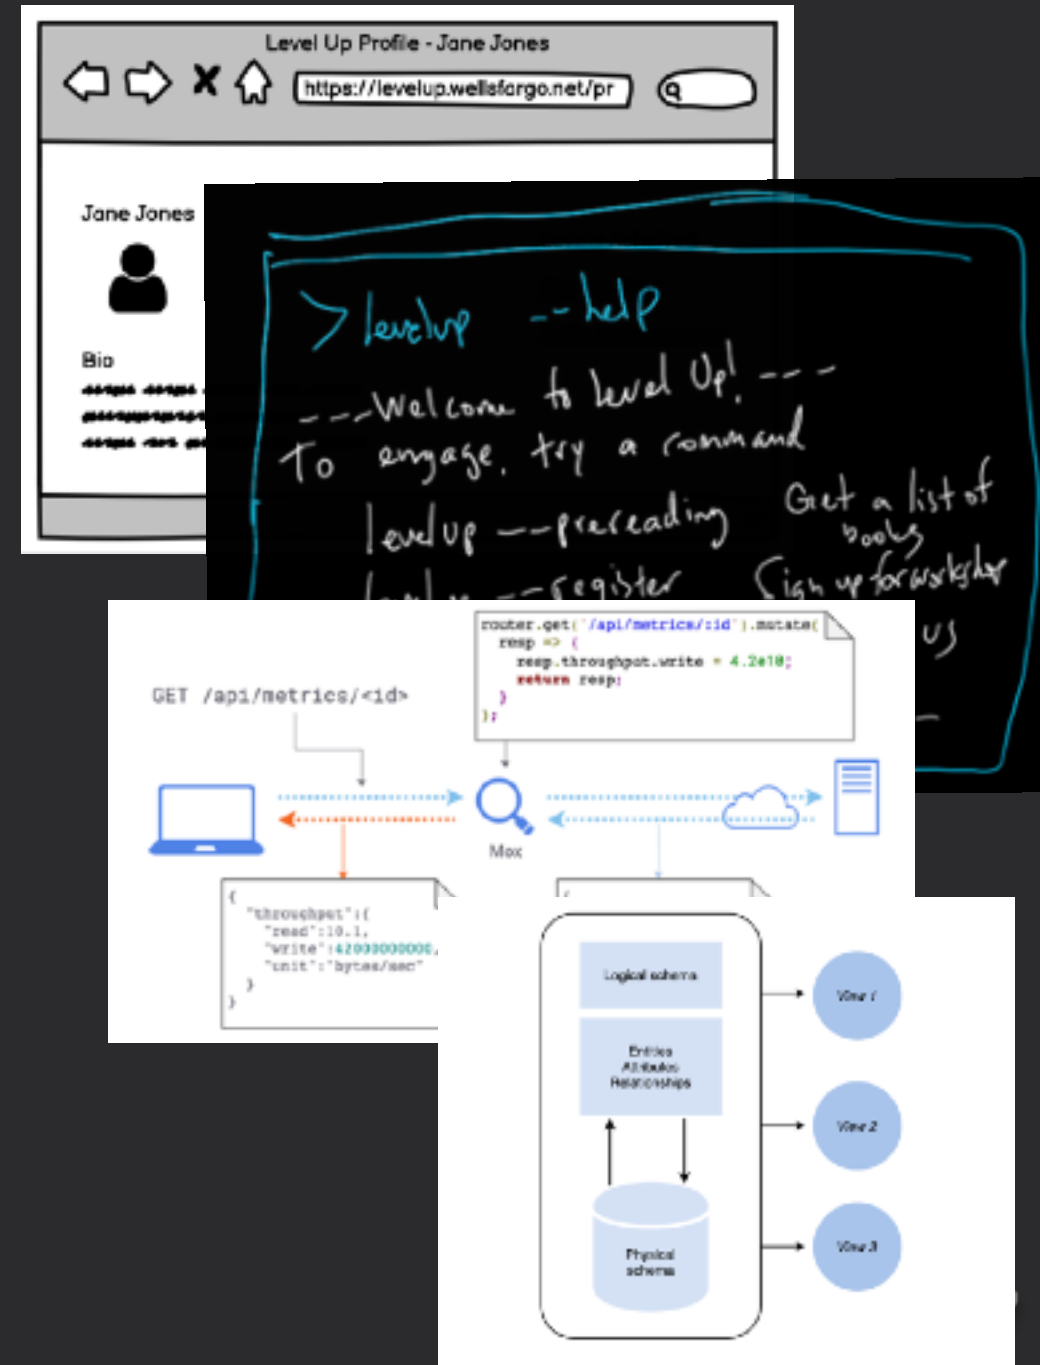 Level Up Profile - Jane Jones
https://levelup.wellsfargo.net/pr
Jane Jones
Bio
>levelup --help
---Welcome to Level Up! ---
To engage, try a command
levelup --prereading Get a list of books
--register Sign up for workshop
us
GET /api/metrics/<id>
router.get('/api/metrics/:id').mutate(
resp => {
resp.throughput.write = 4.2e10;
return resp;
}
);
Mox
{
"throughput":{
"read":10.1,
"write":42000000000,
"unit":"bytes/sec"
}
}
{
Logical schema
Entities
Attributes
Relationships
Physical
schema
View 1
View 2
View 3